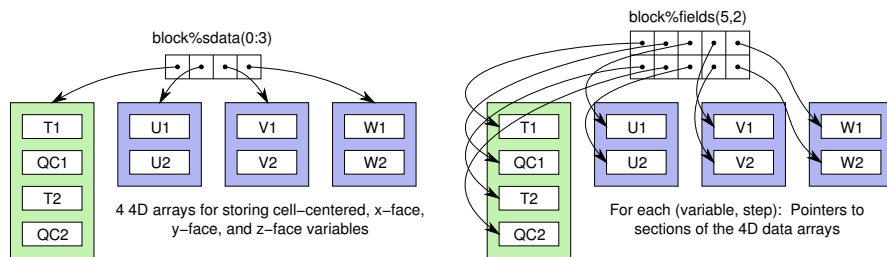 block%sdata(0:3)
T1
QC1
T2
QC2
U1
U2
V1
V2
W1
W2
4 4D arrays for storing cell-centered, x-face,
y-face, and z-face variables
block%fields(5,2)
T1
QC1
T2
QC2
U1
U2
V1
V2
W1
W2
For each (variable, step): Pointers to
sections of the 4D data arrays